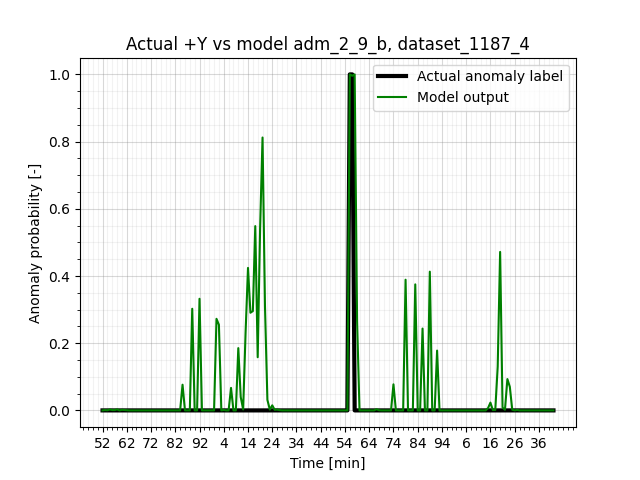 Actual +Y vs model adm_2_9_b, dataset_1187_4
Actual anomaly label
Model output
Anomaly probability [-]
1.0
0.8
0.6
0.4
0.2
0.0
52 62 72 82 92 4 14 24 34 44 54 64 74 84 94 6 16 26 36
Time [min]